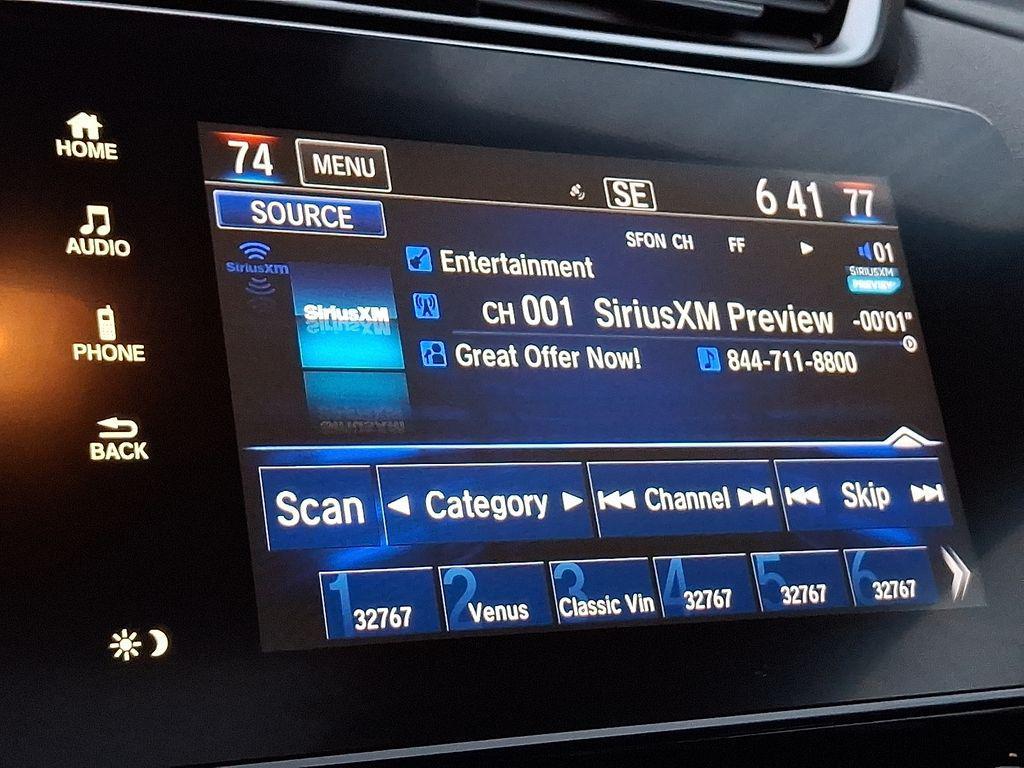 HOME
AUDIO
PHONE
BACK
74 MENU SE 6 41 77
SOURCE
SFON CH FF 01
SiriusXM
SiriusXM
SIRIUSXM
PREVIEW
Entertainment
CH 001 SiriusXM Preview -00'01"
Great Offer Now! 844-711-8800
Scan Category Channel Skip
1 32767
2 Venus
3 Classic Vin
4 32767
5 32767
6 32767